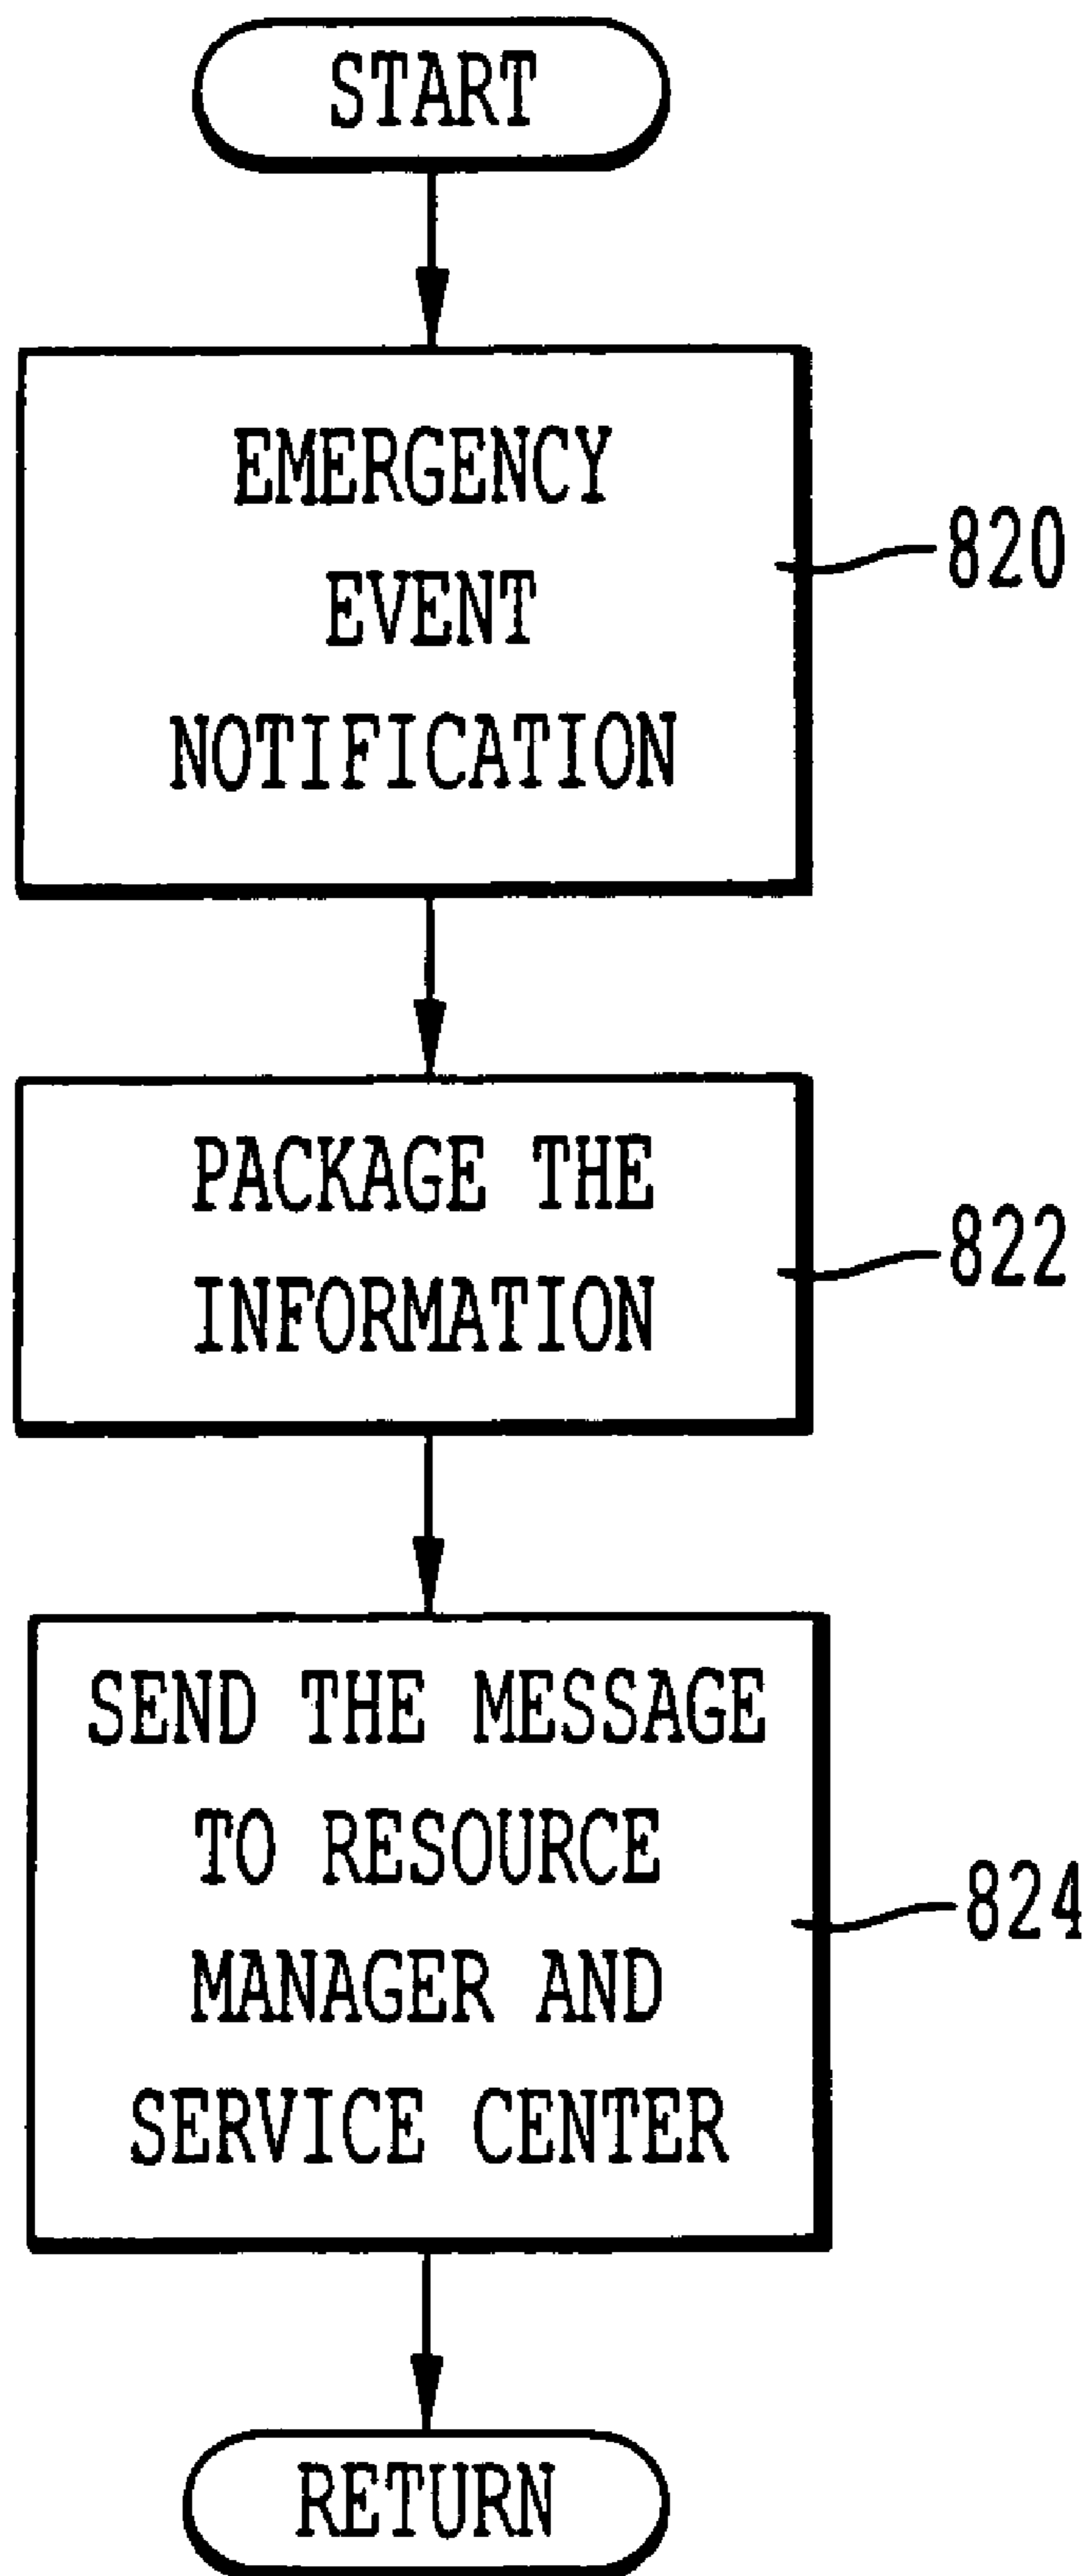 START
EMERGENCY
EVENT
NOTIFICATION
820
PACKAGE THE
INFORMATION
822
SEND THE MESSAGE
TO RESOURCE
MANAGER AND
SERVICE CENTER
824
RETURN